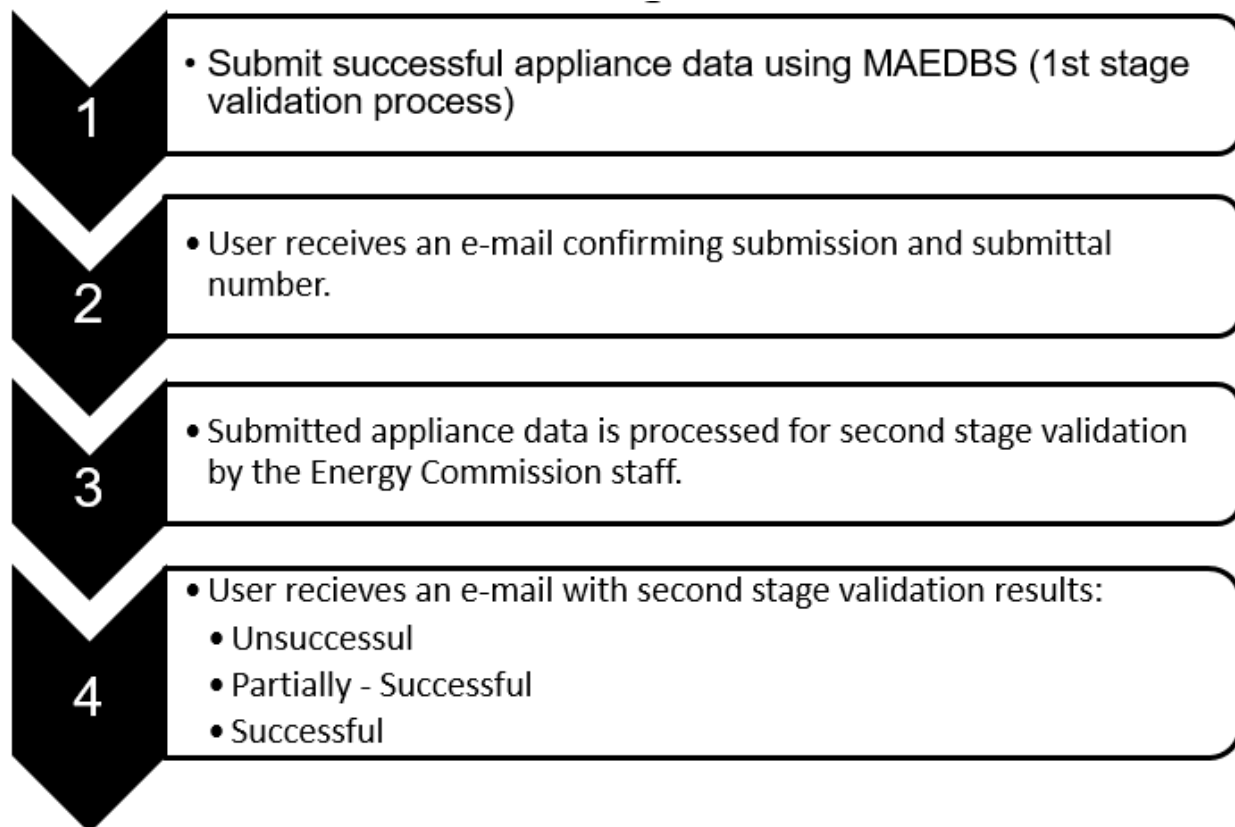 1
• Submit successful appliance data using MAEDBS (1st stage
validation process)
2
• User receives an e-mail confirming submission and submittal
number.
3
• Submitted appliance data is processed for second stage validation
by the Energy Commission staff.
4
• User recieves an e-mail with second stage validation results:
• Unsuccessul
• Partially - Successful
• Successful